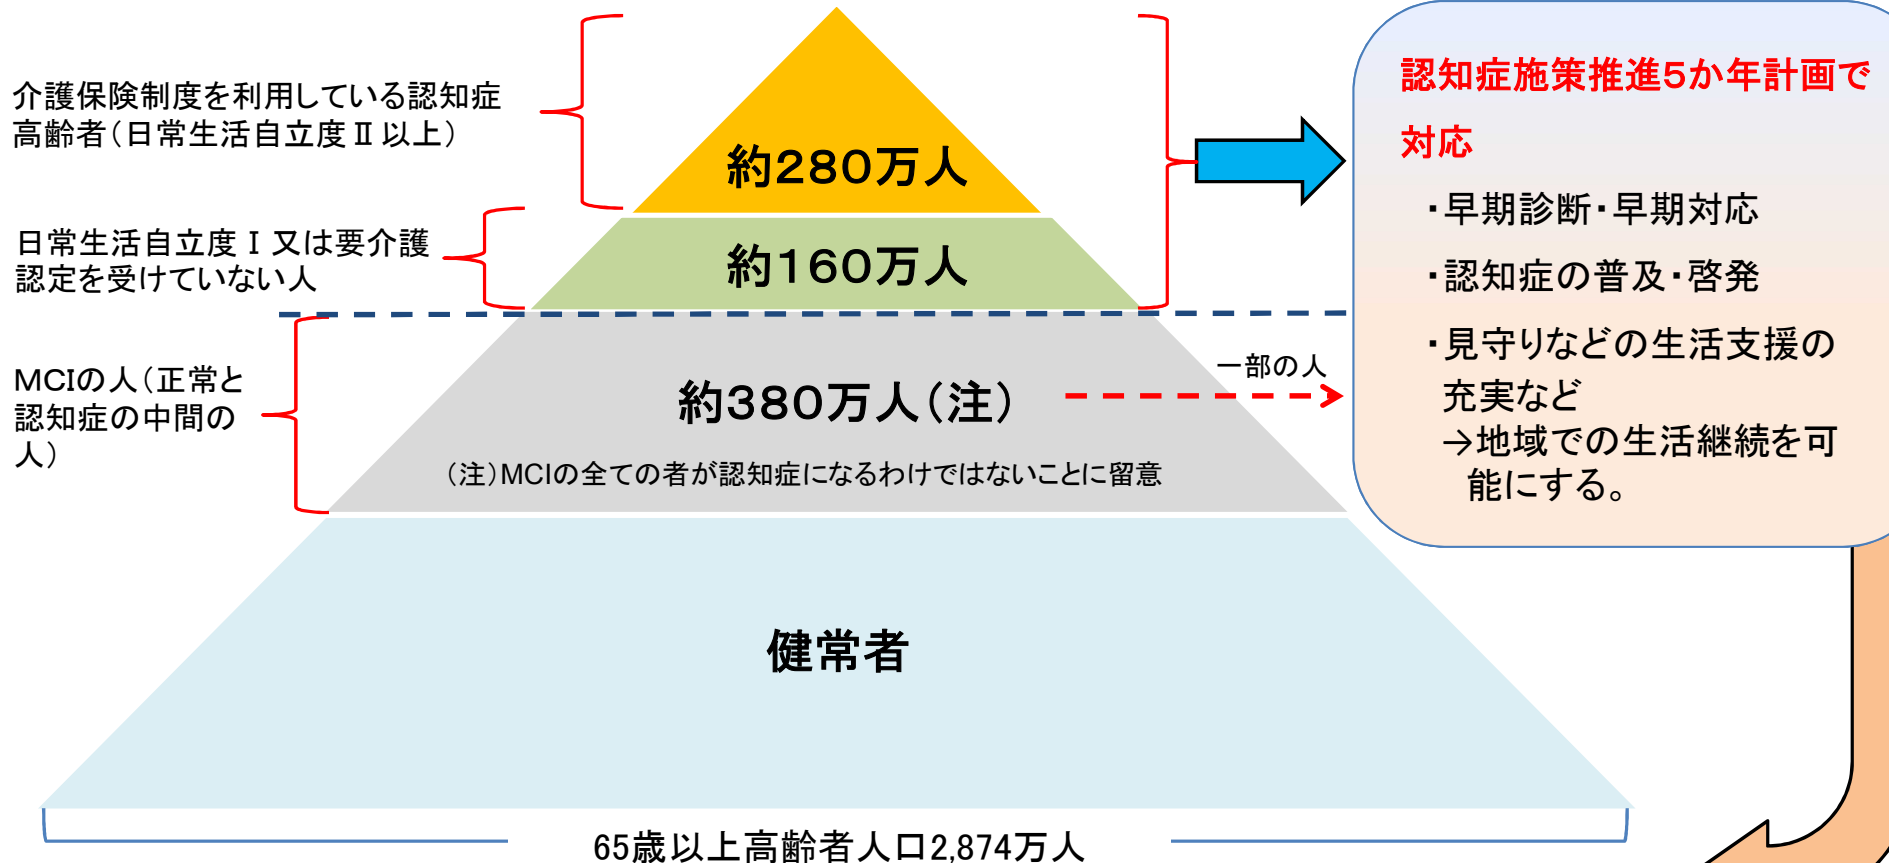 介護保険制度を利用している認知症
高齢者(日常生活自立度Ⅱ以上)
約280万人
日常生活自立度Ⅰ又は要介護
認定を受けていない人
約160万人
MCIの人(正常と
認知症の中間の
人)
約380万人(注)
一部の人
(注)MCIの全ての者が認知症になるわけではないことに留意
健常者
65歳以上高齢者人口2,874万人
認知症施策推進5か年計画で
対応
・早期診断・早期対応
・認知症の普及・啓発
・見守りなどの生活支援の
充実など
→地域での生活継続を可
能にする。